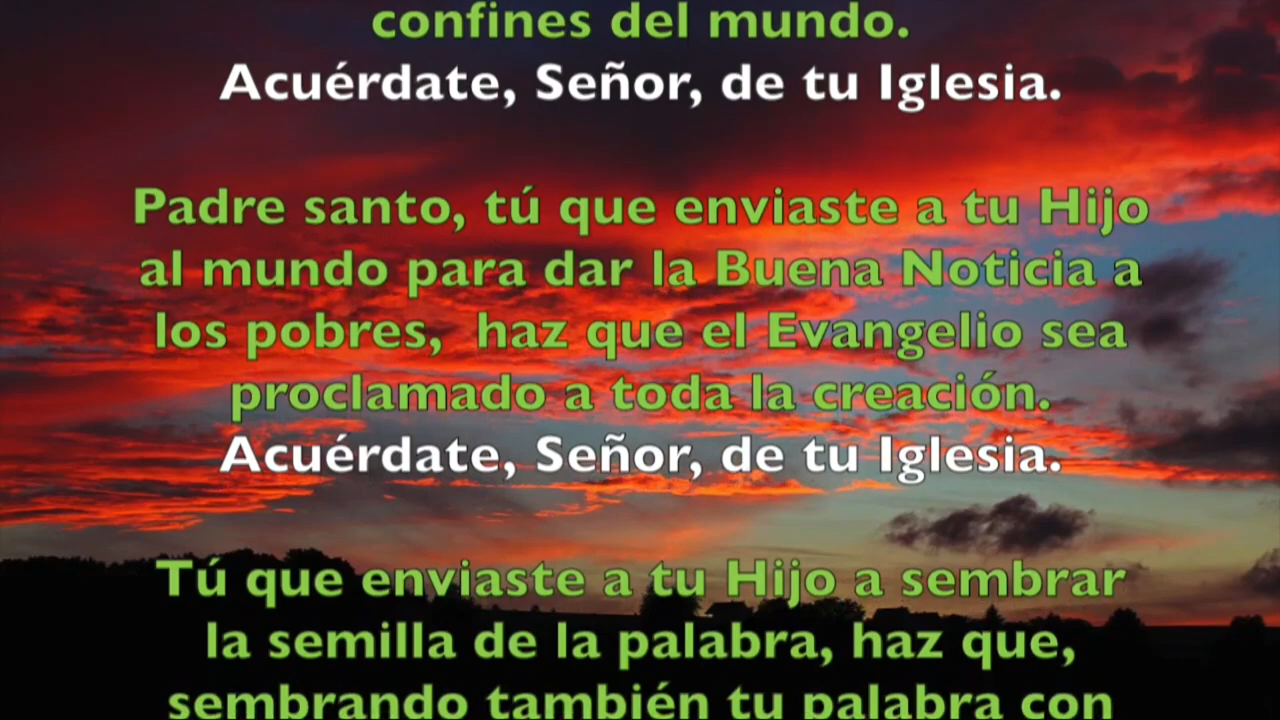 confines del mundo.
Acuérdate, Señor, de tu Iglesia.
Padre santo, tú que enviaste a tu Hijo
al mundo para dar la Buena Noticia a
los pobres,  haz que el Evangelio sea
proclamado a toda la creación.
Acuérdate, Señor, de tu Iglesia.
Tú que enviaste a tu Hijo a sembrar
la semilla de la palabra, haz que,
sembrando también tu palabra con